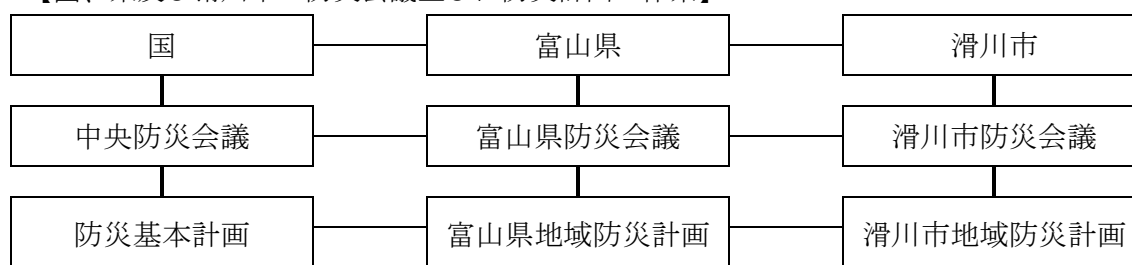 国 富山県 滑川市
中央防災会議 富山県防災会議 滑川市防災会議
防災基本計画 富山県地域防災計画 滑川市地域防災計画